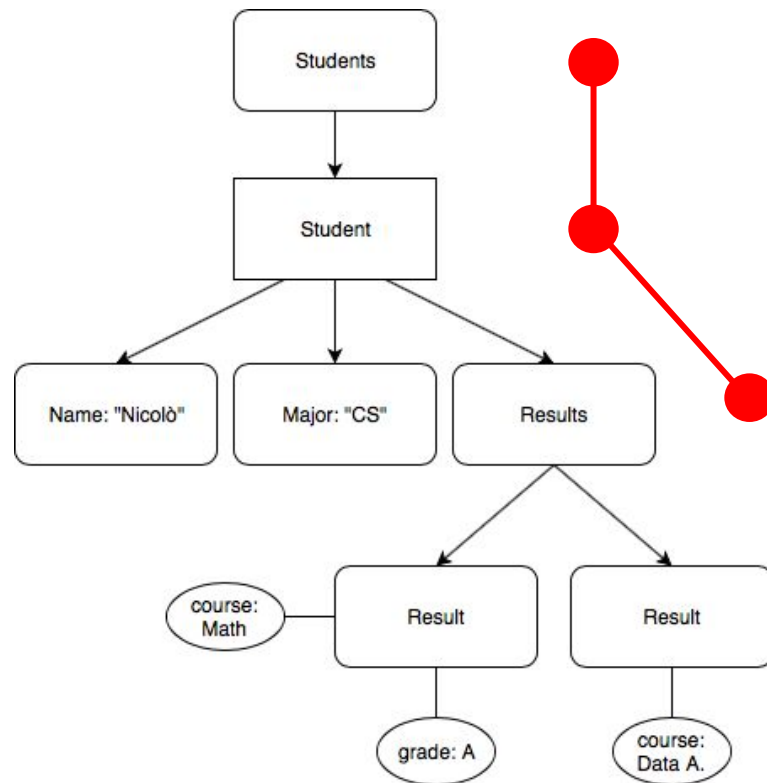 Students
Student
Name: "Nicolò"
Major: "CS"
Results
course:
Math
Result
Result
grade: A
course:
Data A.